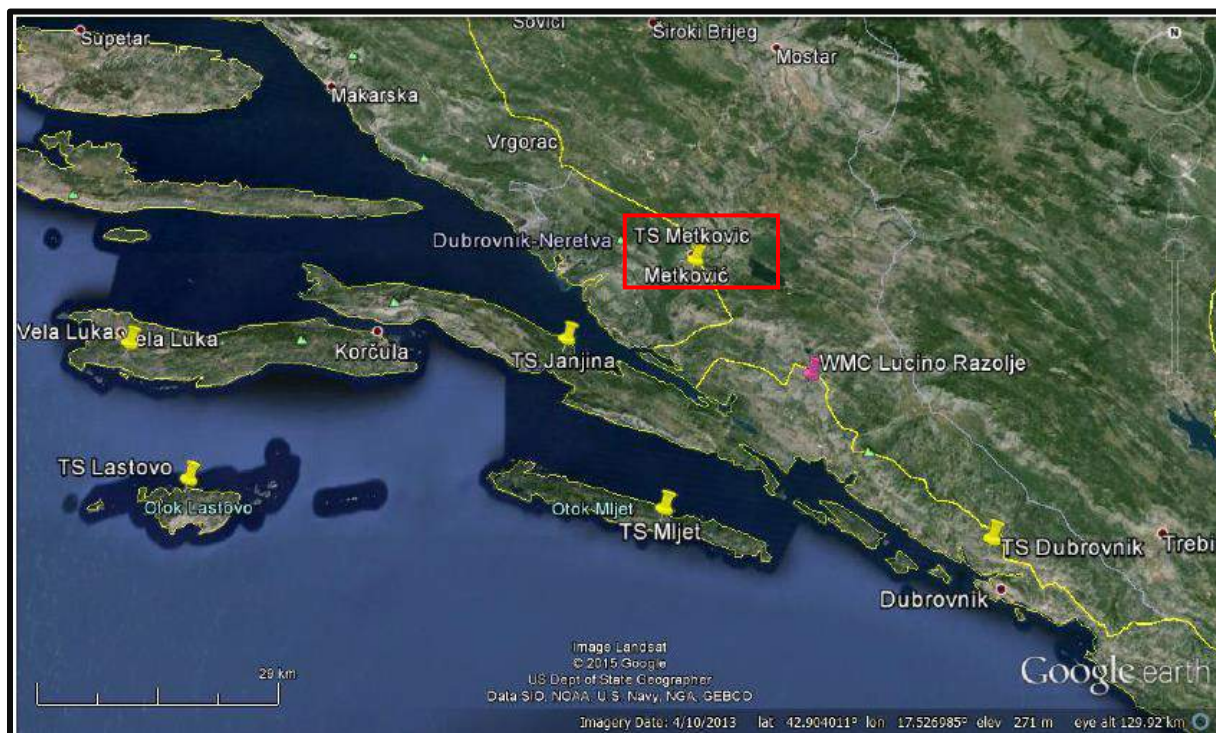 Sovici
Siroki Brijeg
N
Supetar
Mostar
Makarska
Vrgorac
TS Metkovic
Dubrovnik-Neretva
Metković
Vela Luka
Vela Luka
Korčula
TS Janjina
WMC Lucino Razolje
TS Lastovo
Otok Lastovo
Otok Mljet
TS Mljet
TS Dubrovnik
Trebi
Dubrovnik
Image Landsat
© 2015 Google
US Dept of State Geographer
Data SIO, NOAA, U.S. Navy, NGA, GEBCO
29 km
Google earth
Imagery Date: 4/10/2013 lat 42.904011° lon 17.526985° elev 271 m eye alt 129.92 km